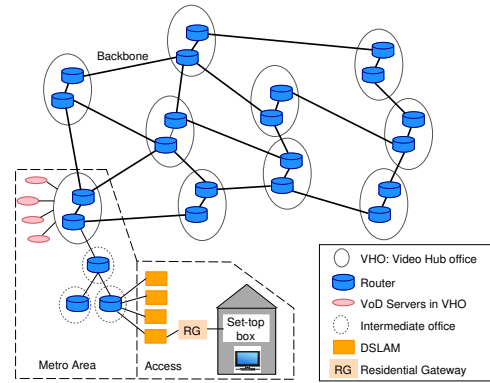 Backbone
VHO: Video Hub office
Router
VoD Servers in VHO
Intermediate office
DSLAM
Residential Gateway
RG
Set-top
box
RG
Metro Area
Access